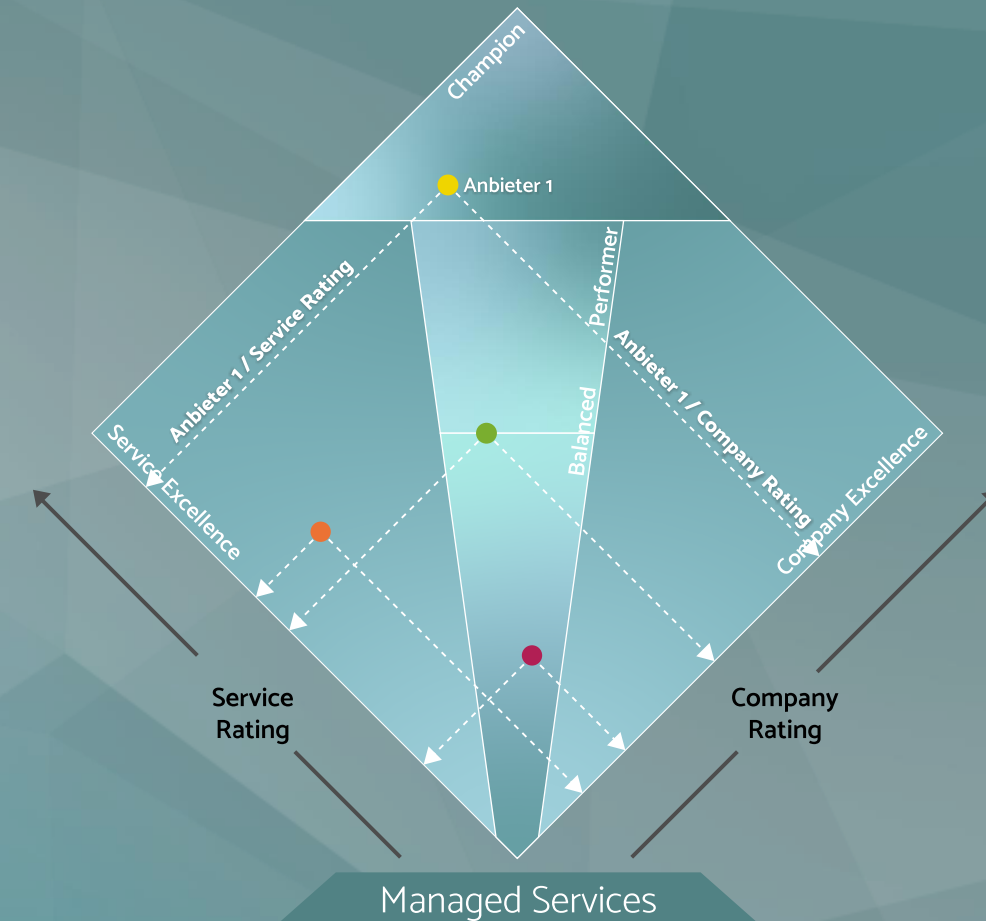 Champion
Anbieter 1
Performer
Anbieter 1 / Service Rating
Anbieter 1 / Company Rating
Balanced
Service Excellence
Company Excellence
Service
Rating
Company
Rating
Managed Services